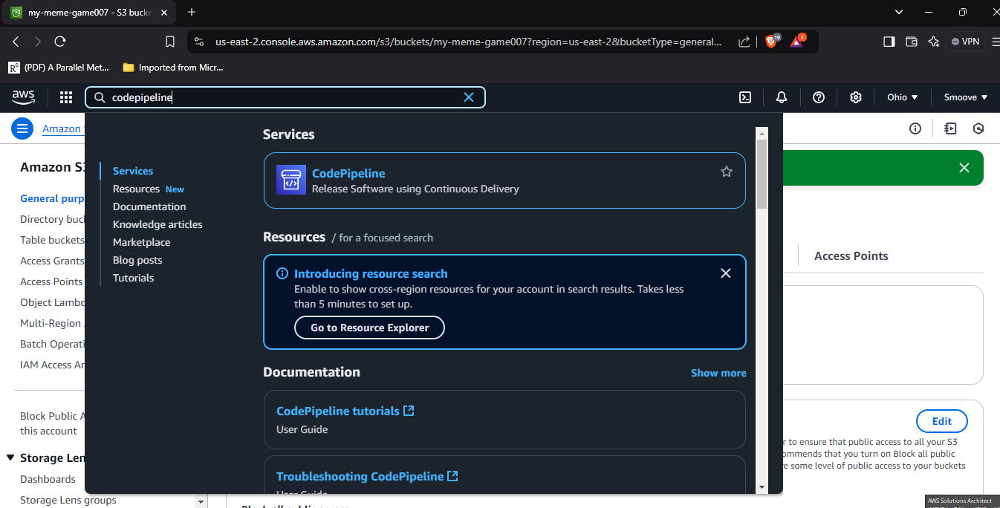 my-meme-game007 - S3 bucke
us-east-2.console.aws.amazon.com/s3/buckets/my-meme-game007?region=us-east-2&bucketType=general...
19
1
VPN
R G
(PDF) A Parallel Met...
Imported from Micr...
aws
codepipeline
Ohio
Smoove
Amazon
Amazon S3
General purp
Directory buc
Table buckets
Access Grants
Access Points
Object Lambd
Multi-Region
Batch Operati
IAM Access An
Block Public A
this account
Storage Len
Dashboards
Storage Lens groups
Services
Resources New
Documentation
Knowledge articles
Marketplace
Blog posts
Tutorials
Services
CodePipeline
Release Software using Continuous Delivery
Resources / for a focused search
Introducing resource search
Enable to show cross-region resources for your account in search results. Takes less
than 5 minutes to set up.
Go to Resource Explorer
Documentation
Show more
CodePipeline tutorials
User Guide
Troubleshooting CodePipeline
User Guide
Access Points
Edit
r to ensure that public access to all your S3
ommends that you turn on Block all public
e some level of public access to your buckets
Block all public access
AWS Solutions Architect